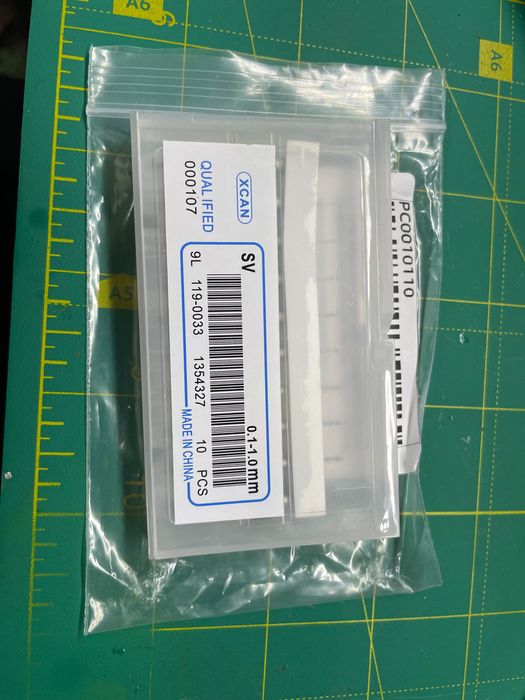 XCAN
QUALIFIED
000107
SV
0.1-1.0mm
9L 119-0033 1354327 10 PCS
MADE IN CHINA
PC0010110
A6
A6
A5